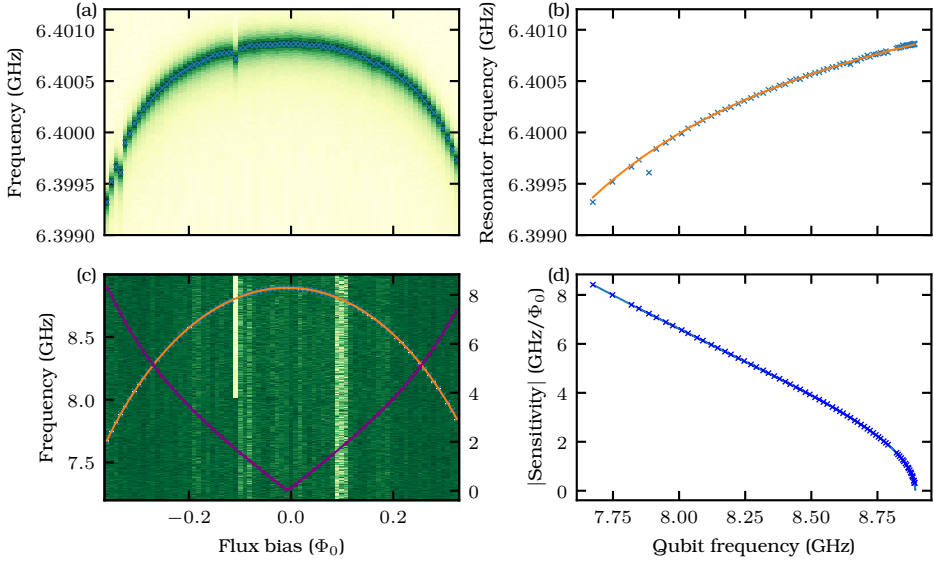 (a)
Frequency (GHz)
6.4010
6.4005
6.4000
6.3995
6.3990
(b)
Resonator frequency (GHz)
6.4010
6.4005
6.4000
6.3995
6.3990
(c)
Frequency (GHz)
8.5
8.0
7.5
8
6
4
2
0
−0.2 0.0 0.2
Flux bias (Φ0)
(d)
|Sensitivity| (GHz/Φ0)
8
6
4
2
0
7.75 8.00 8.25 8.50 8.75
Qubit frequency (GHz)